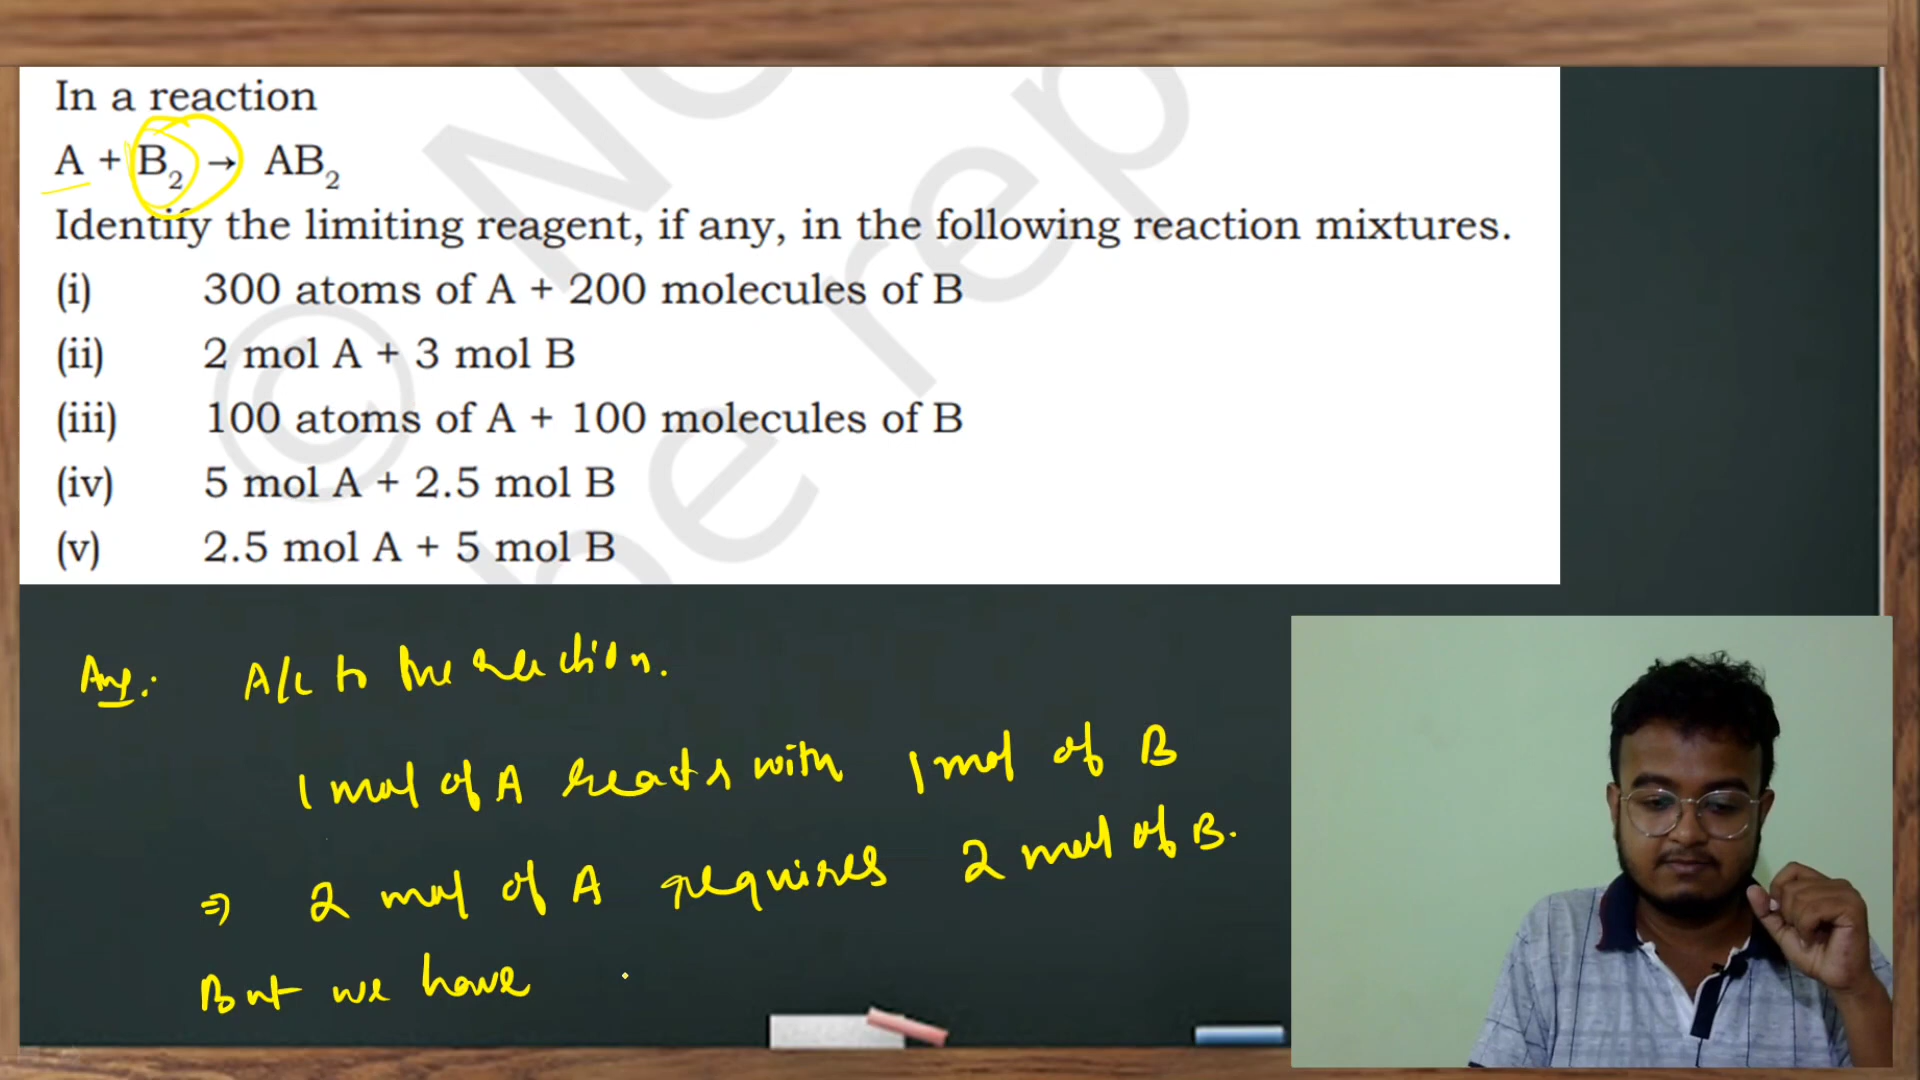 In a reaction
A + B₂ → AB₂
Identify the limiting reagent, if any, in the following reaction mixtures.
(i) 300 atoms of A + 200 molecules of B
(ii) 2 mol A + 3 mol B
(iii) 100 atoms of A + 100 molecules of B
(iv) 5 mol A + 2.5 mol B
(v) 2.5 mol A + 5 mol B
Ans: A/c to the reaction.
1 mol of A reacts with 1 mol of B
⇒ 2 mol of A requires 2 mol of B.
But we have